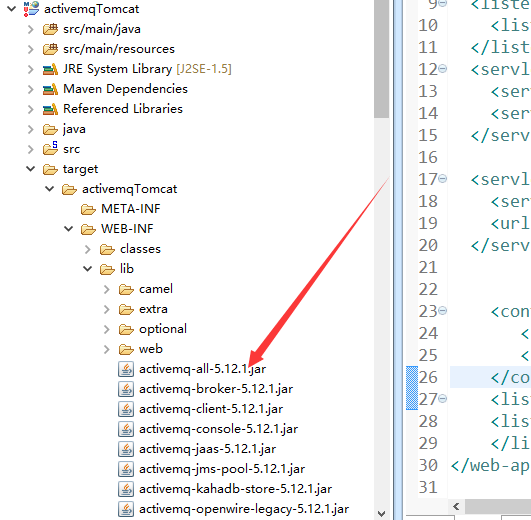 activemqTomcat
src/main/java
src/main/resources
JRE System Library [J2SE-1.5]
Maven Dependencies
Referenced Libraries
java
src
target
activemqTomcat
META-INF
WEB-INF
classes
lib
camel
extra
optional
web
activemq-all-5.12.1.jar
activemq-broker-5.12.1.jar
activemq-client-5.12.1.jar
activemq-console-5.12.1.jar
activemq-jaas-5.12.1.jar
activemq-jms-pool-5.12.1.jar
activemq-kahadb-store-5.12.1.jar
activemq-openwire-legacy-5.12.1.jar
9 <liste
10 <lis
11 </list
12 <servl
13 <ser
14 <ser
15 </serv
16
17 <servl
18 <ser
19 <url
20 </serv
21
22
23 <con
24 <
25 <
26 </co
27 <lis
28 <lis
29 </li
30 </web-ap
31